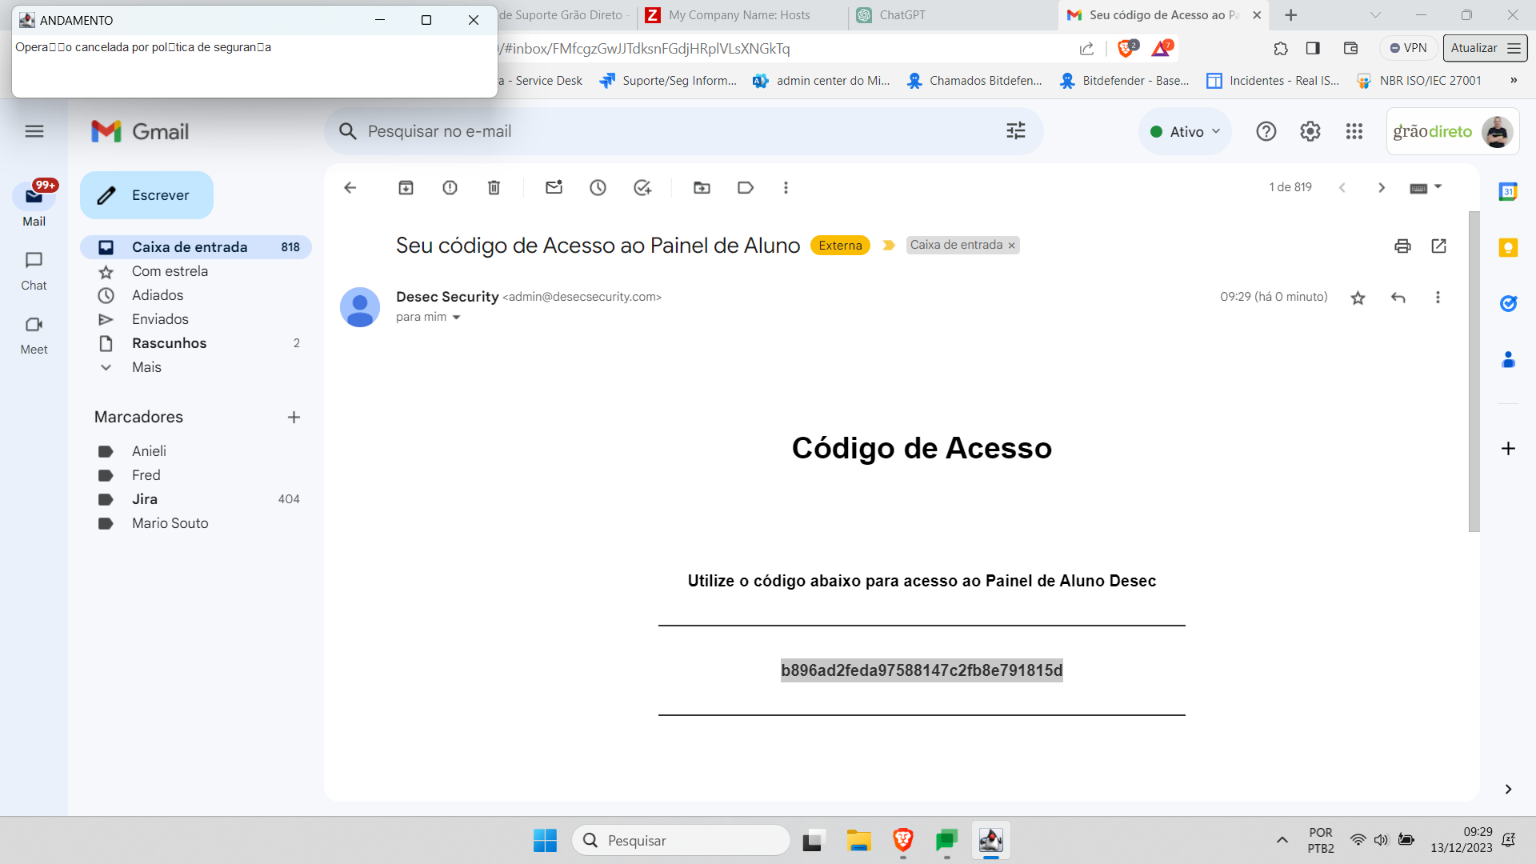 ANDAMENTO
Opera□□o cancelada por pol□tica de seguran□a
de Suporte Grão Direto -
My Company Name: Hosts
ChatGPT
Seu código de Acesso ao Pa
/#inbox/FMfcgzGwJJTdksnFGdjHRplVLsXNGkTq
2
7
VPN
Atualizar
a - Service Desk
Suporte/Seg Inform...
admin center do Mi...
Chamados Bitdefen...
Bitdefender - Base...
Incidentes - Real IS...
NBR ISO/IEC 27001
»
Gmail
Pesquisar no e-mail
Ativo
grãodireto
99+
Mail
Chat
Meet
Escrever
Caixa de entrada 818
Com estrela
Adiados
Enviados
Rascunhos 2
Mais
Marcadores
Anieli
Fred
Jira 404
Mario Souto
1 de 819
Seu código de Acesso ao Painel de Aluno
Externa
Caixa de entrada ×
Desec Security <admin@desecsecurity.com>
09:29 (há 0 minuto)
para mim
Código de Acesso
Utilize o código abaixo para acesso ao Painel de Aluno Desec
b896ad2feda97588147c2fb8e791815d
31
Pesquisar
POR
PTB2
09:29
13/12/2023